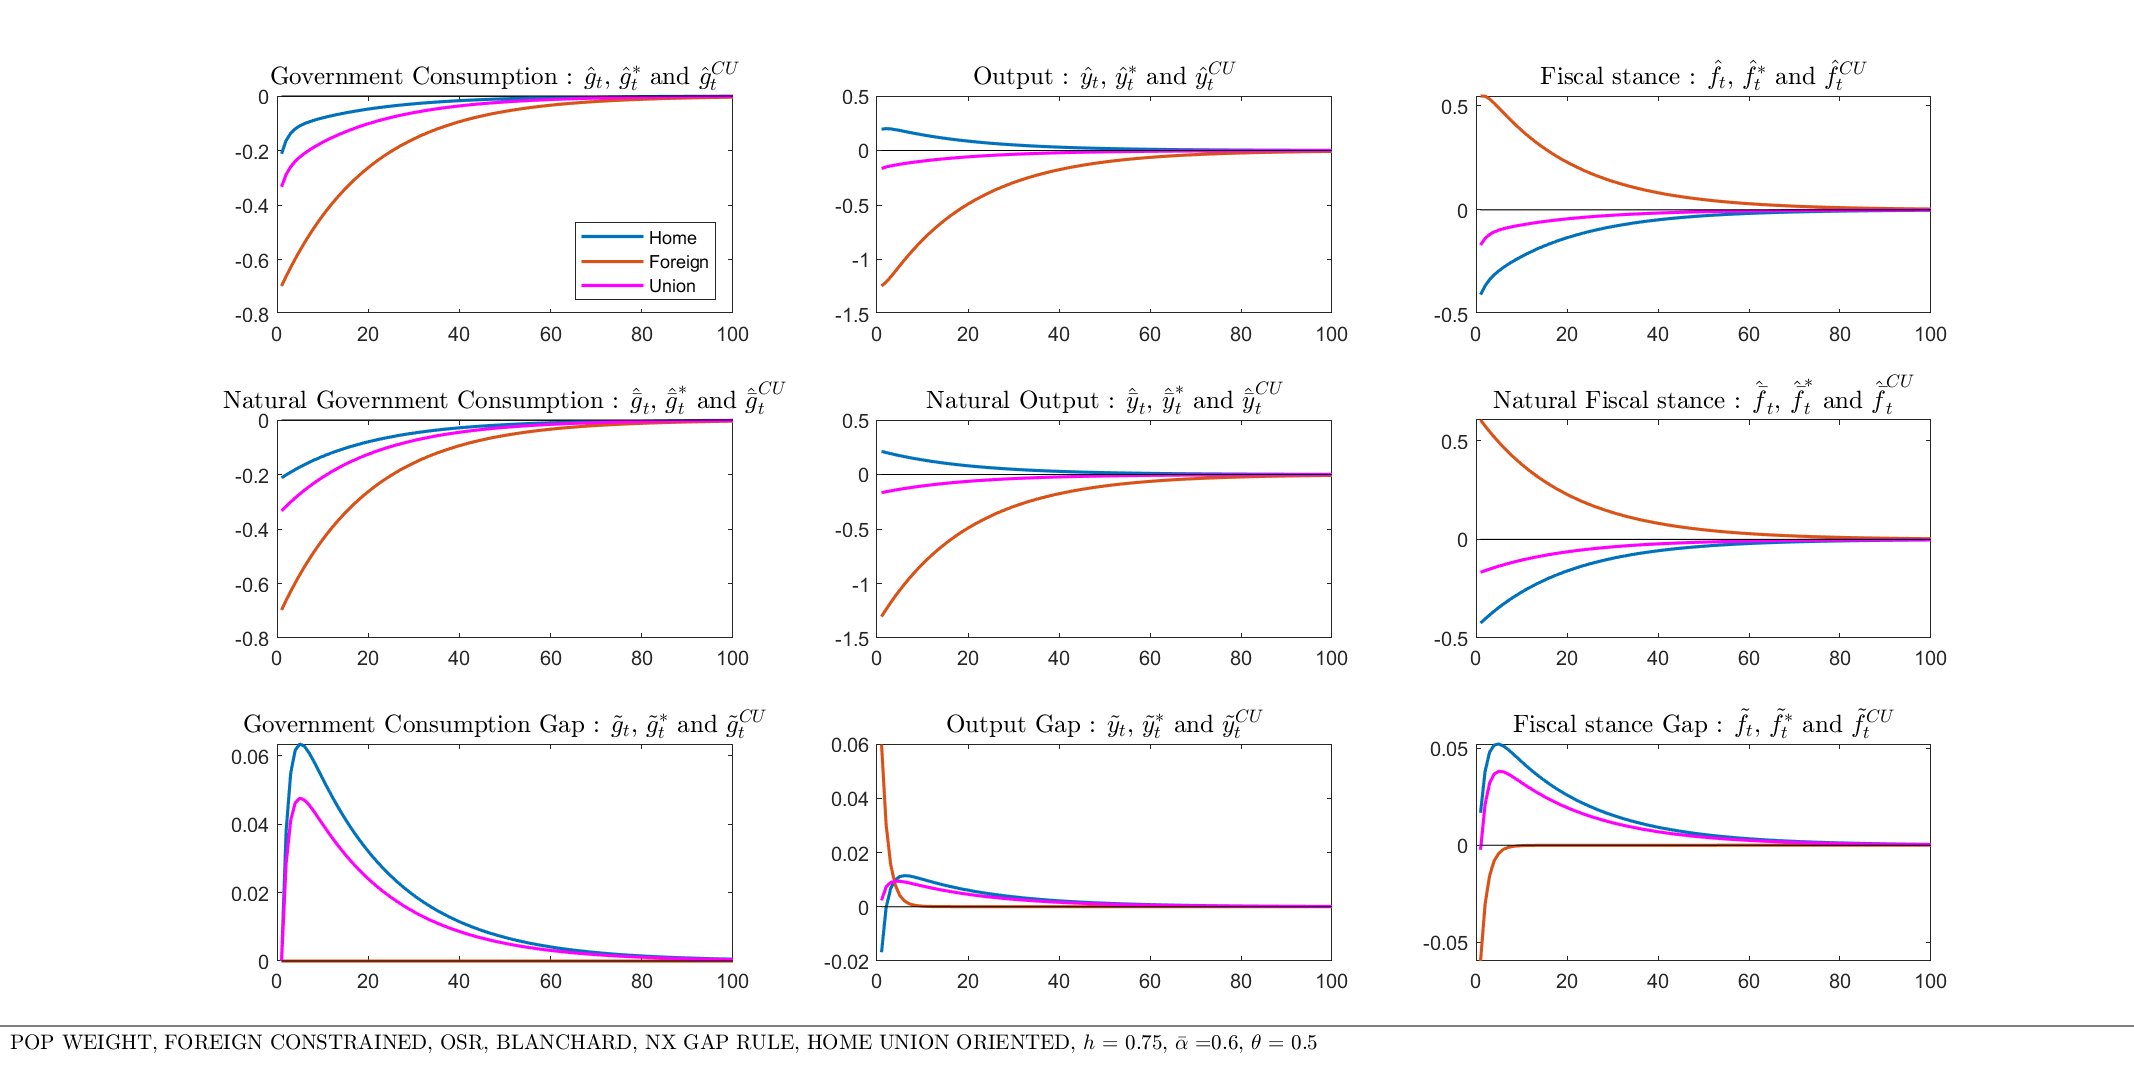 Government Consumption : ĝₜ, ĝₜ* and ĝₜᶜᵁ
Output : ŷₜ, ŷₜ* and ŷₜᶜᵁ
Fiscal stance : f̂ₜ, f̂ₜ* and f̂ₜᶜᵁ
0
-0.2
-0.4
-0.6
-0.8
0 20 40 60 80 100
Home
Foreign
Union
0.5
0
-0.5
-1
-1.5
0 20 40 60 80 100
0.5
0
-0.5
0 20 40 60 80 100
Natural Government Consumption : ḡ̂ₜ, ḡ̂ₜ* and ḡ̂ₜᶜᵁ
Natural Output : ȳ̂ₜ, ȳ̂ₜ* and ȳ̂ₜᶜᵁ
Natural Fiscal stance : f̄̂ₜ, f̄̂ₜ* and f̄̂ₜᶜᵁ
0
-0.2
-0.4
-0.6
-0.8
0 20 40 60 80 100
0.5
0
-0.5
-1
-1.5
0 20 40 60 80 100
0.5
0
-0.5
0 20 40 60 80 100
Government Consumption Gap : g̃ₜ, g̃ₜ* and g̃ₜᶜᵁ
Output Gap : ỹₜ, ỹₜ* and ỹₜᶜᵁ
Fiscal stance Gap : f̃ₜ, f̃ₜ* and f̃ₜᶜᵁ
0.06
0.04
0.02
0
0 20 40 60 80 100
0.06
0.04
0.02
0
-0.02
0 20 40 60 80 100
0.05
0
-0.05
0 20 40 60 80 100
POP WEIGHT, FOREIGN CONSTRAINED, OSR, BLANCHARD, NX GAP RULE, HOME UNION ORIENTED, h = 0.75, ᾱ =0.6, θ = 0.5